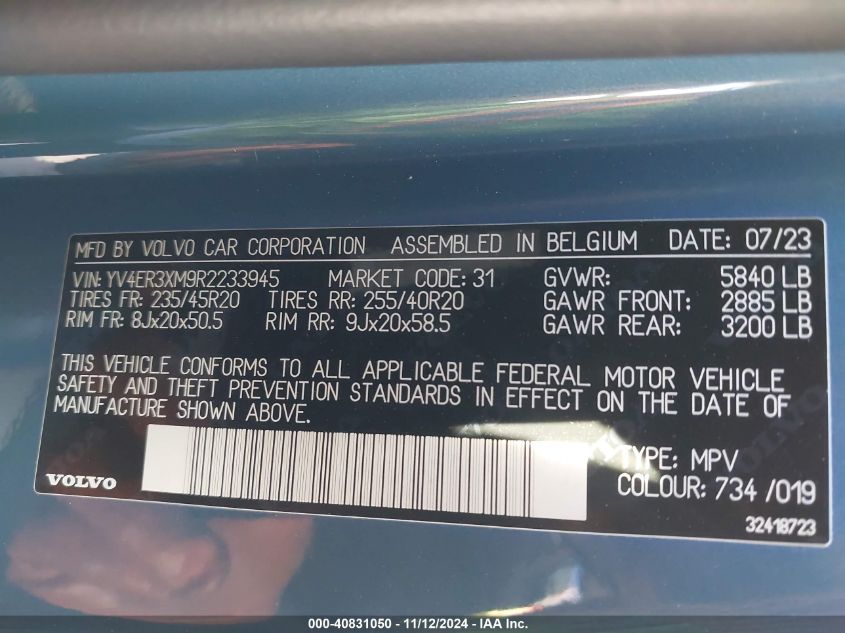 MFD BY VOLVO CAR CORPORATION ASSEMBLED IN BELGIUM DATE: 07/23
VIN: YV4ER3XM9R2233945 MARKET CODE: 31 GVWR: 5840 LB
TIRES FR: 235/45R20 TIRES RR: 255/40R20 GAWR FRONT: 2885 LB
RIM FR: 8Jx20x50.5 RIM RR: 9Jx20x58.5 GAWR REAR: 3200 LB
THIS VEHICLE CONFORMS TO ALL APPLICABLE FEDERAL MOTOR VEHICLE
SAFETY AND THEFT PREVENTION STANDARDS IN EFFECT ON THE DATE OF
MANUFACTURE SHOWN ABOVE.
TYPE: MPV
VOLVO
COLOUR: 734 /019
32418723
000-40831050 - 11/12/2024 - IAA Inc.